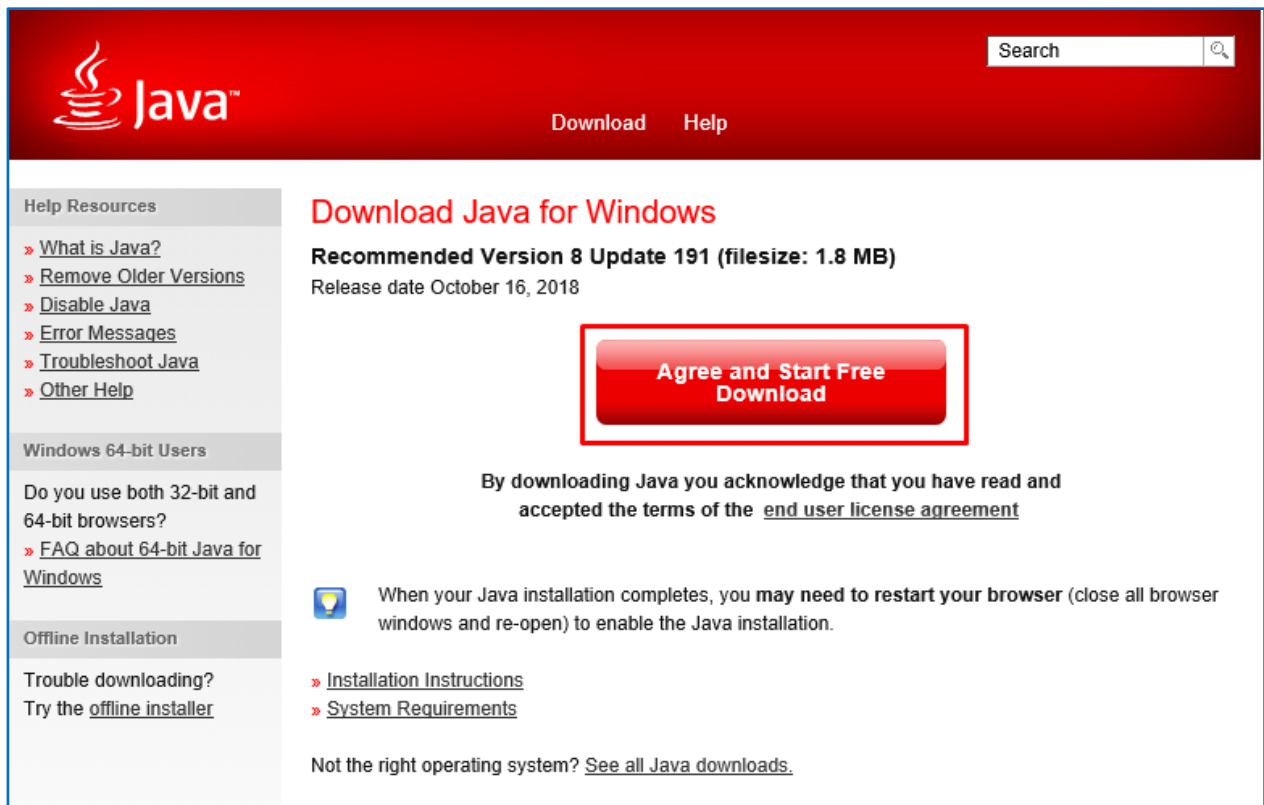 Search
Java™
Download Help
Help Resources
» What is Java?
» Remove Older Versions
» Disable Java
» Error Messages
» Troubleshoot Java
» Other Help
Windows 64-bit Users
Do you use both 32-bit and
64-bit browsers?
» FAQ about 64-bit Java for
Windows
Offline Installation
Trouble downloading?
Try the offline installer
Download Java for Windows
Recommended Version 8 Update 191 (filesize: 1.8 MB)
Release date October 16, 2018
Agree and Start Free
Download
By downloading Java you acknowledge that you have read and
accepted the terms of the end user license agreement
When your Java installation completes, you may need to restart your browser (close all browser
windows and re-open) to enable the Java installation.
» Installation Instructions
» System Requirements
Not the right operating system? See all Java downloads.